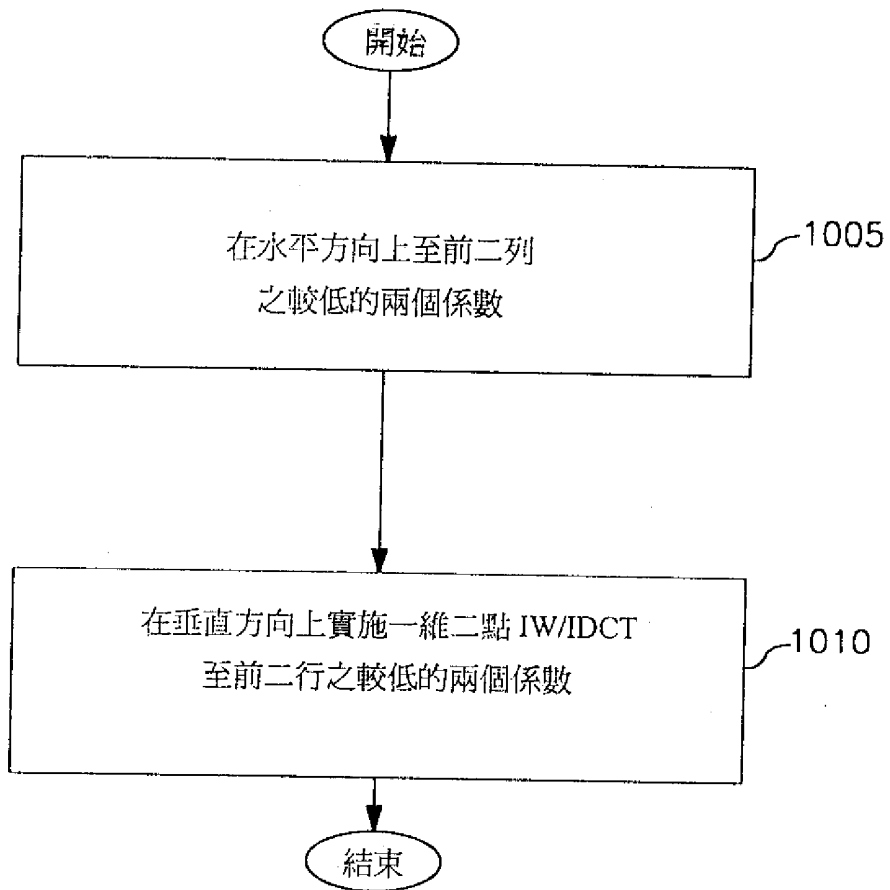 開始
在水平方向上至前二列
之較低的兩個係數
1005
在垂直方向上實施一維二點 IW/IDCT
至前二行之較低的兩個係數
1010
結束